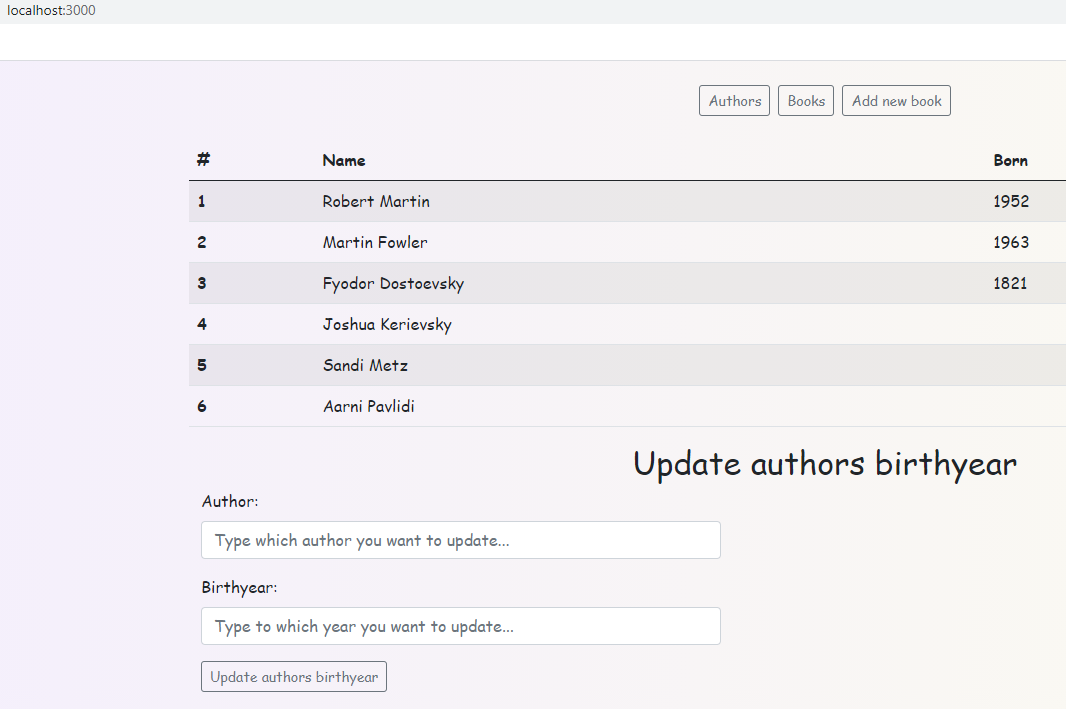 localhost:3000
Authors Books Add new book
# Name Born
1 Robert Martin 1952
2 Martin Fowler 1963
3 Fyodor Dostoevsky 1821
4 Joshua Kerievsky
5 Sandi Metz
6 Aarni Pavlidi
Update authors birthyear
Author:
Type which author you want to update...
Birthyear:
Type to which year you want to update...
Update authors birthyear